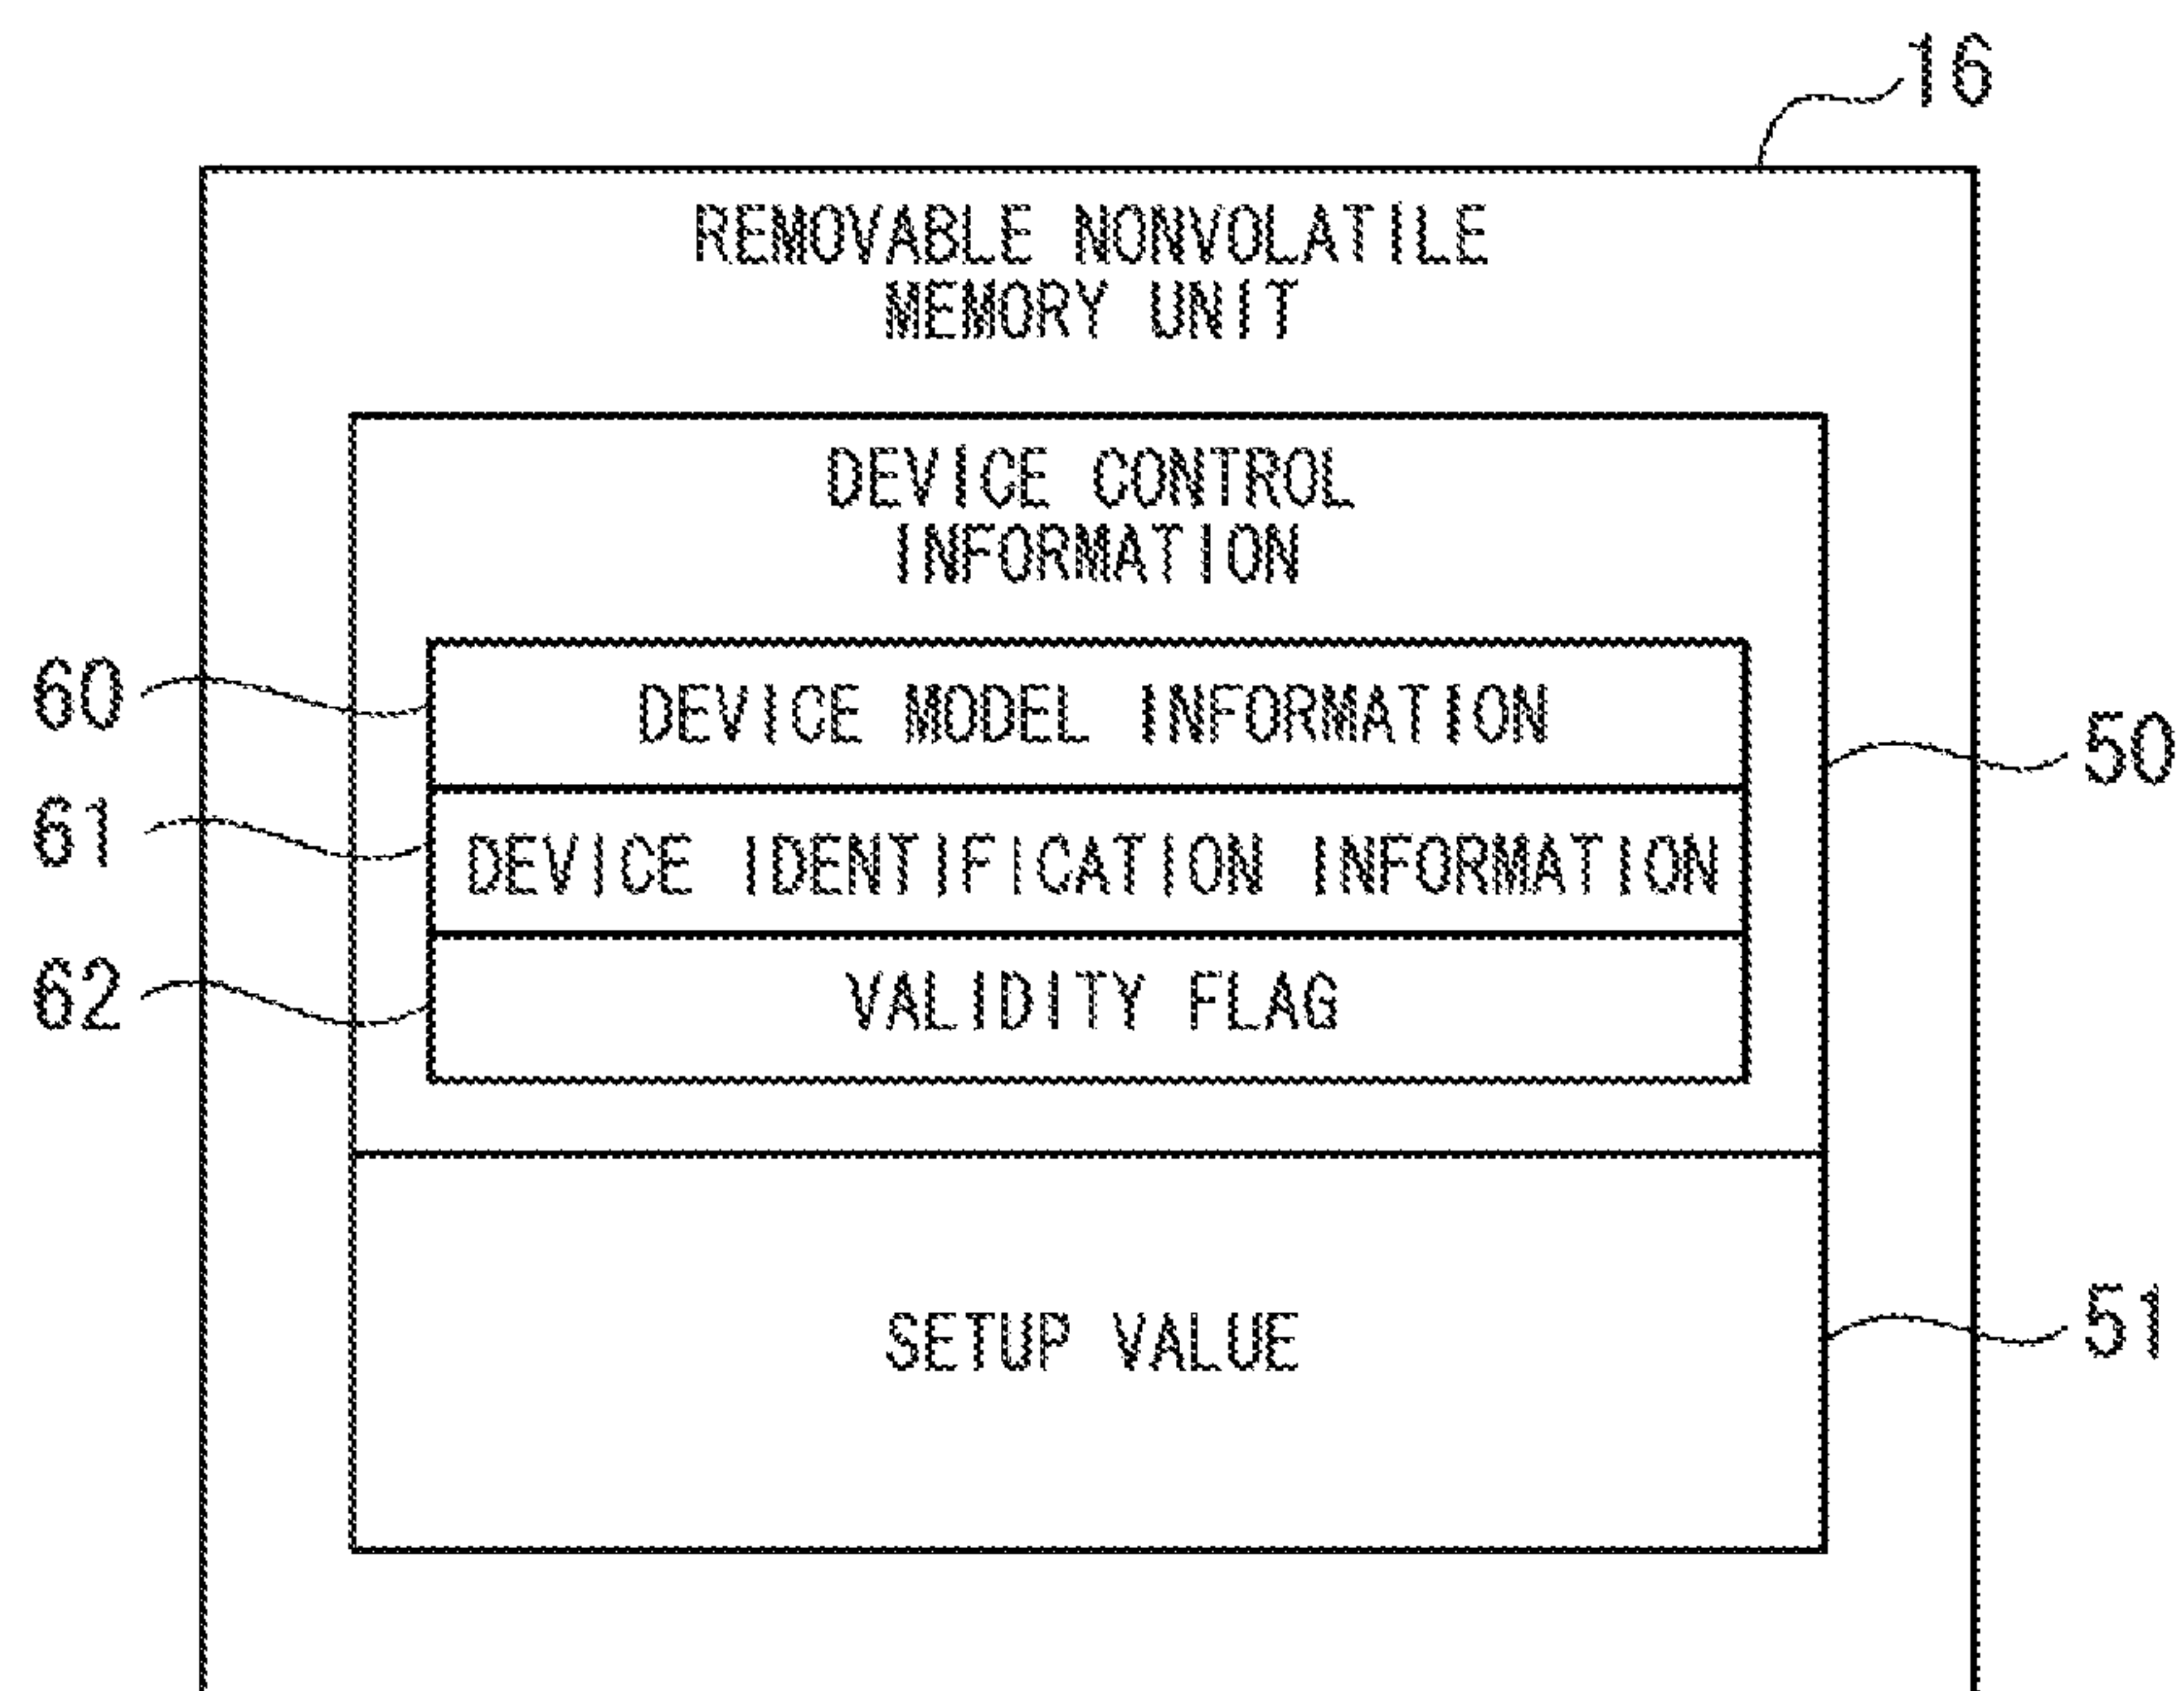 16
REMOVABLE NONVOLATILE
MEMORY UNIT
DEVICE CONTROL
INFORMATION
60
DEVICE MODEL INFORMATION
50
61
DEVICE IDENTIFICATION INFORMATION
62
VALIDITY FLAG
SETUP VALUE
51